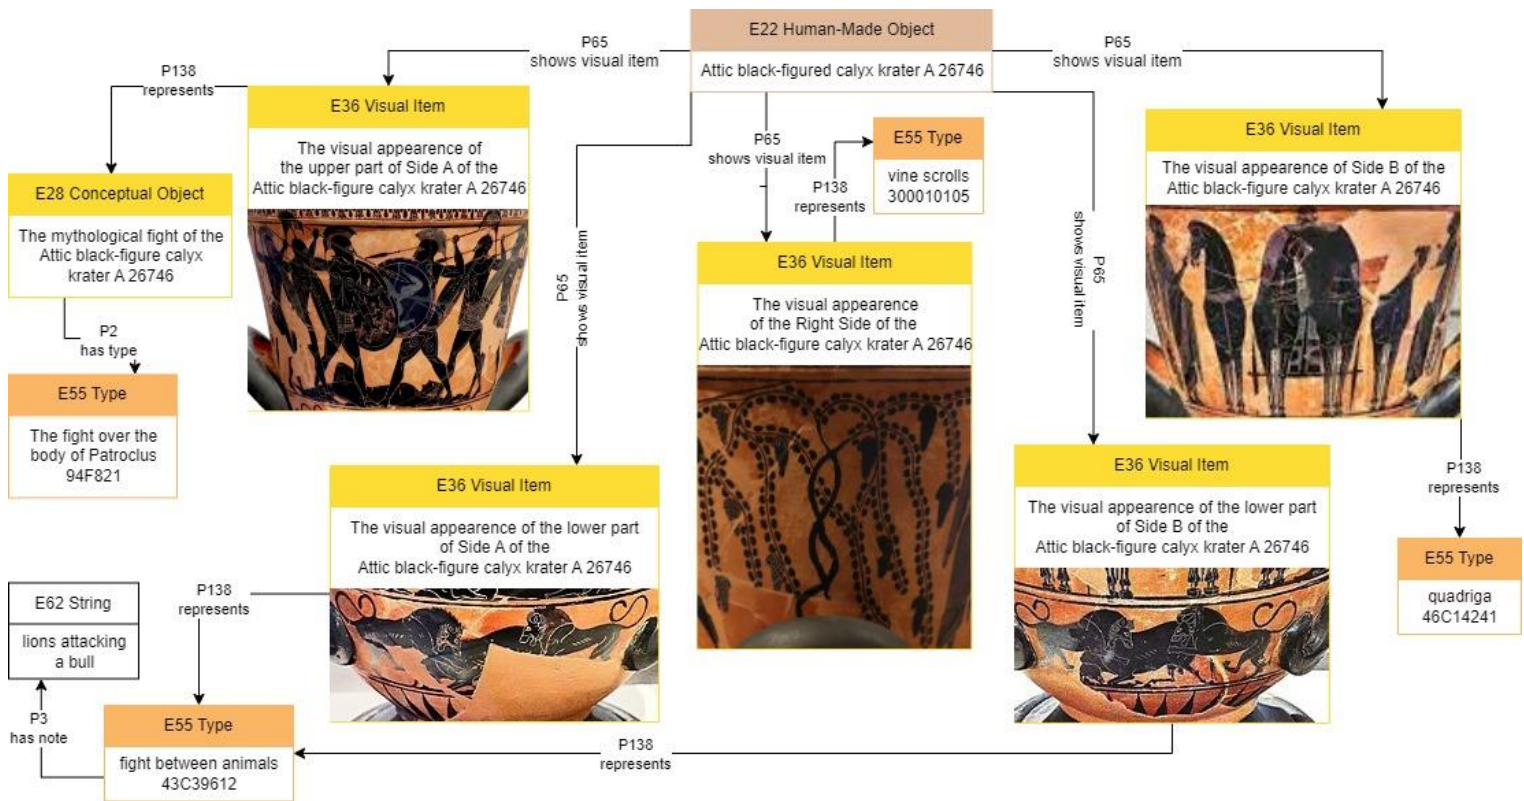 E22 Human-Made Object
Attic black-figured calyx krater A 26746
P65
shows visual item
P65
shows visual item
P138
represents
E36 Visual Item
The visual appearence of
the upper part of Side A of the
Attic black-figure calyx krater A 26746
E28 Conceptual Object
The mythological fight of the
Attic black-figure calyx
krater A 26746
P2
has type
E55 Type
The fight over the
body of Patroclus
94F821
P65
shows visual item
P65
shows visual item
P138
represents
E55 Type
vine scrolls
300010105
E36 Visual Item
The visual appearence
of the Right Side of the
Attic black-figure calyx krater A 26746
P65
shows visual item
E36 Visual Item
The visual appearence of Side B of the
Attic black-figure calyx krater A 26746
P138
represents
E55 Type
quadriga
46C14241
E36 Visual Item
The visual appearence of the lower part
of Side A of the
Attic black-figure calyx krater A 26746
E36 Visual Item
The visual appearence of the lower part
of Side B of the
Attic black-figure calyx krater A 26746
P138
represents
E62 String
lions attacking
a bull
P3
has note
E55 Type
fight between animals
43C39612
P138
represents